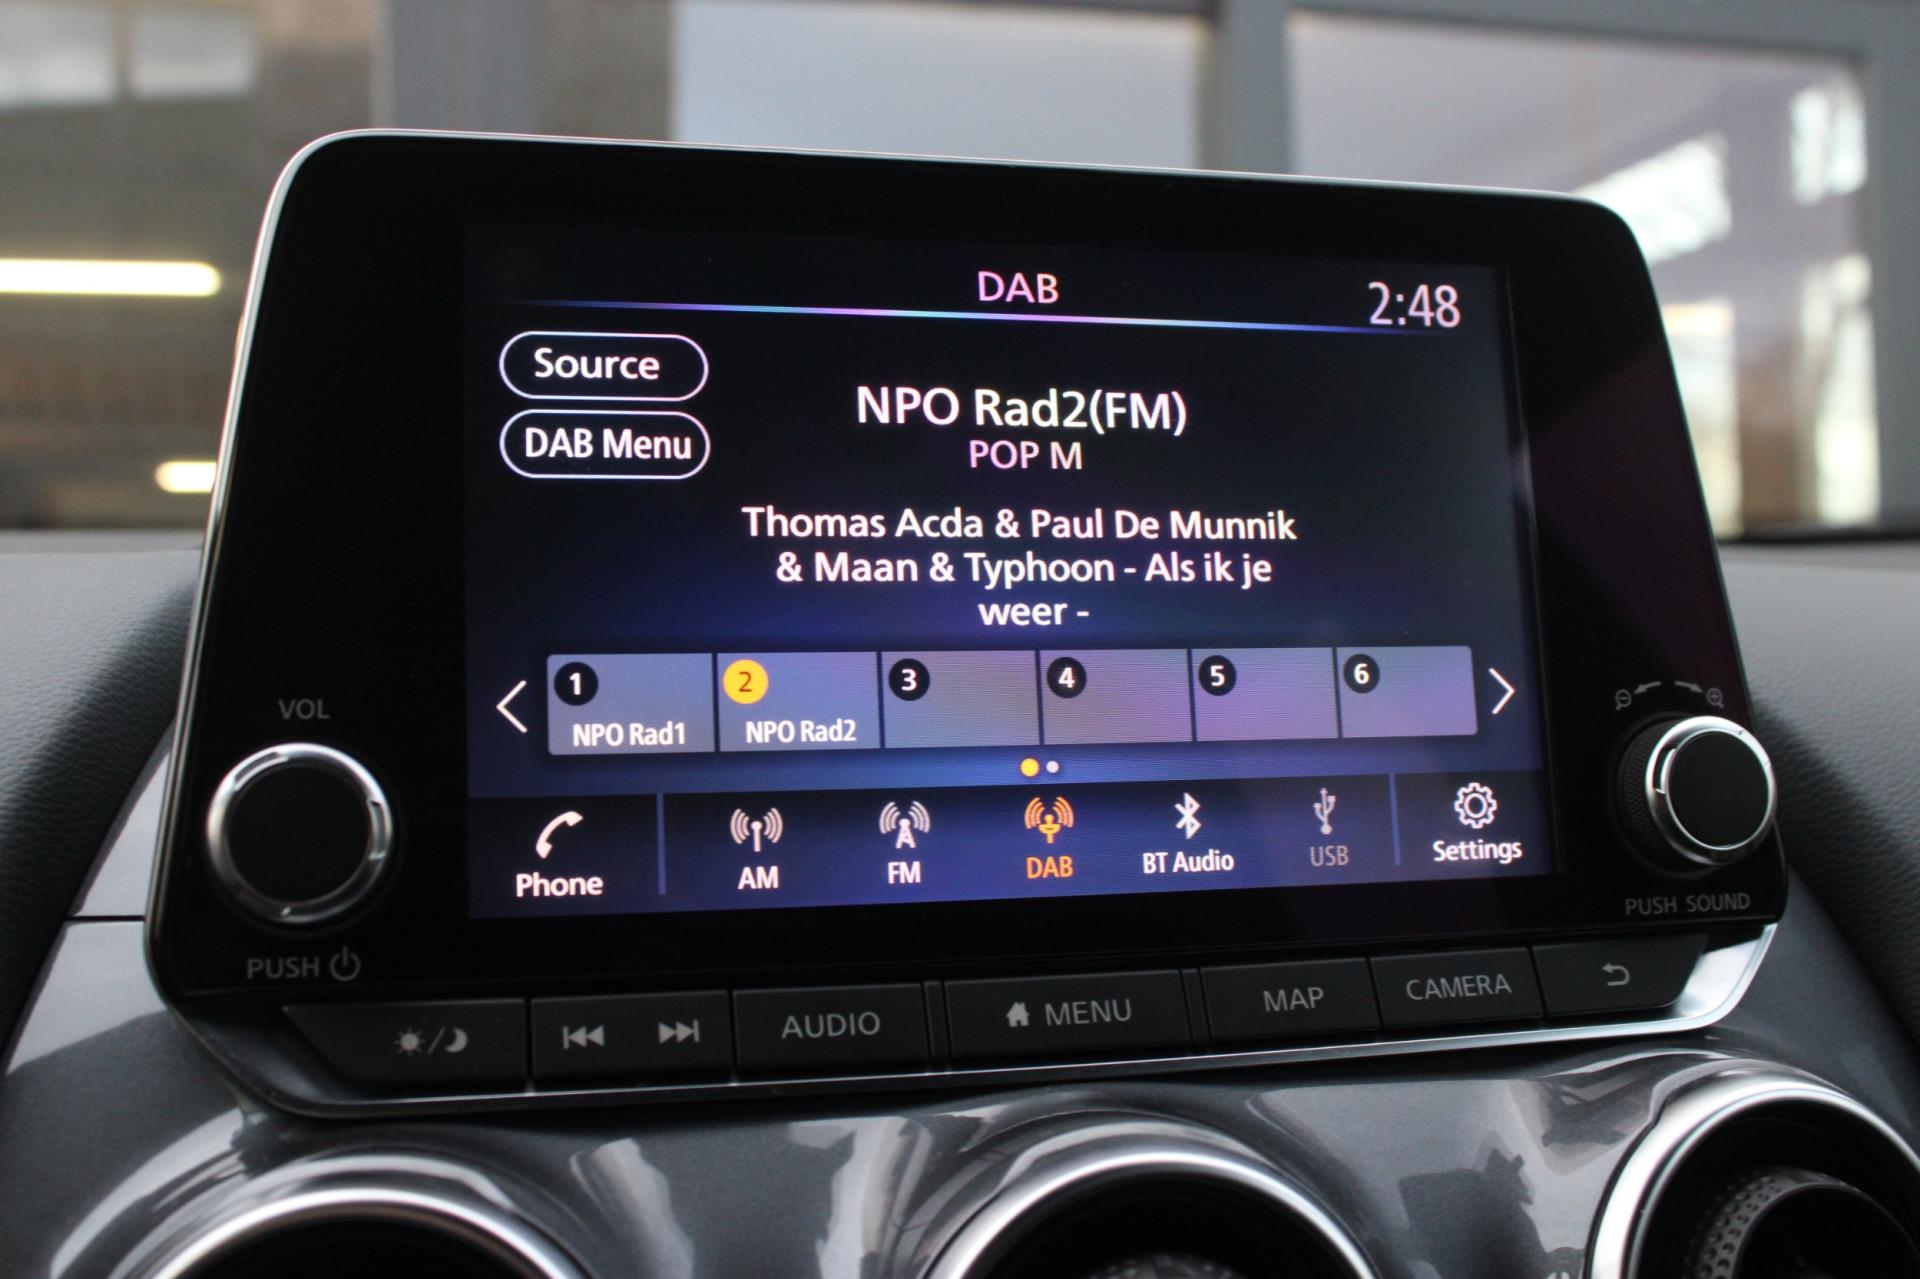 DAB
2:48
Source
DAB Menu
NPO Rad2(FM)
POP M
Thomas Acda & Paul De Munnik
& Maan & Typhoon - Als ik je
weer -
1 2 3 4 5 6
NPO Rad1 NPO Rad2
Phone AM FM DAB BT Audio USB Settings
VOL
PUSH
PUSH SOUND
AUDIO MENU MAP CAMERA